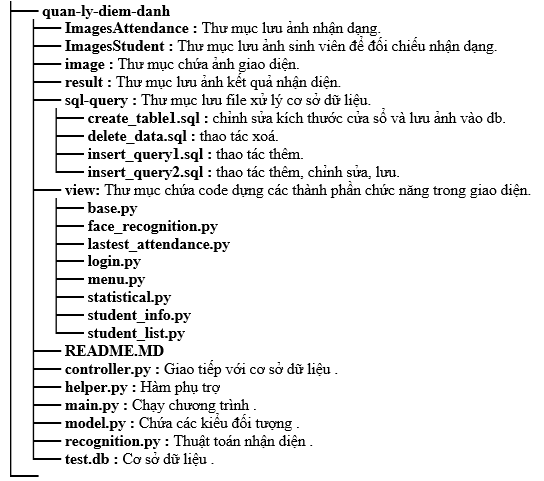 quan-ly-diem-danh
ImagesAttendance : Thư mục lưu ảnh nhận dạng.
ImagesStudent : Thư mục lưu ảnh sinh viên để đối chiếu nhận dạng.
image : Thư mục chứa ảnh giao diện.
result : Thư mục lưu ảnh kết quả nhận diện.
sql-query : Thư mục lưu file xử lý cơ sở dữ liệu.
create_table1.sql : chỉnh sửa kích thước cửa sổ và lưu ảnh vào db.
delete_data.sql : thao tác xoá.
insert_query1.sql : thao tác thêm.
insert_query2.sql : thao tác thêm, chỉnh sửa, lưu.
view: Thư mục chứa code dựng các thành phần chức năng trong giao diện.
base.py
face_recognition.py
lastest_attendance.py
login.py
menu.py
statistical.py
student_info.py
student_list.py
README.MD
controller.py : Giao tiếp với cơ sở dữ liệu .
helper.py : Hàm phụ trợ
main.py : Chạy chương trình .
model.py : Chứa các kiểu đối tượng .
recognition.py : Thuật toán nhận diện .
test.db : Cơ sở dữ liệu .